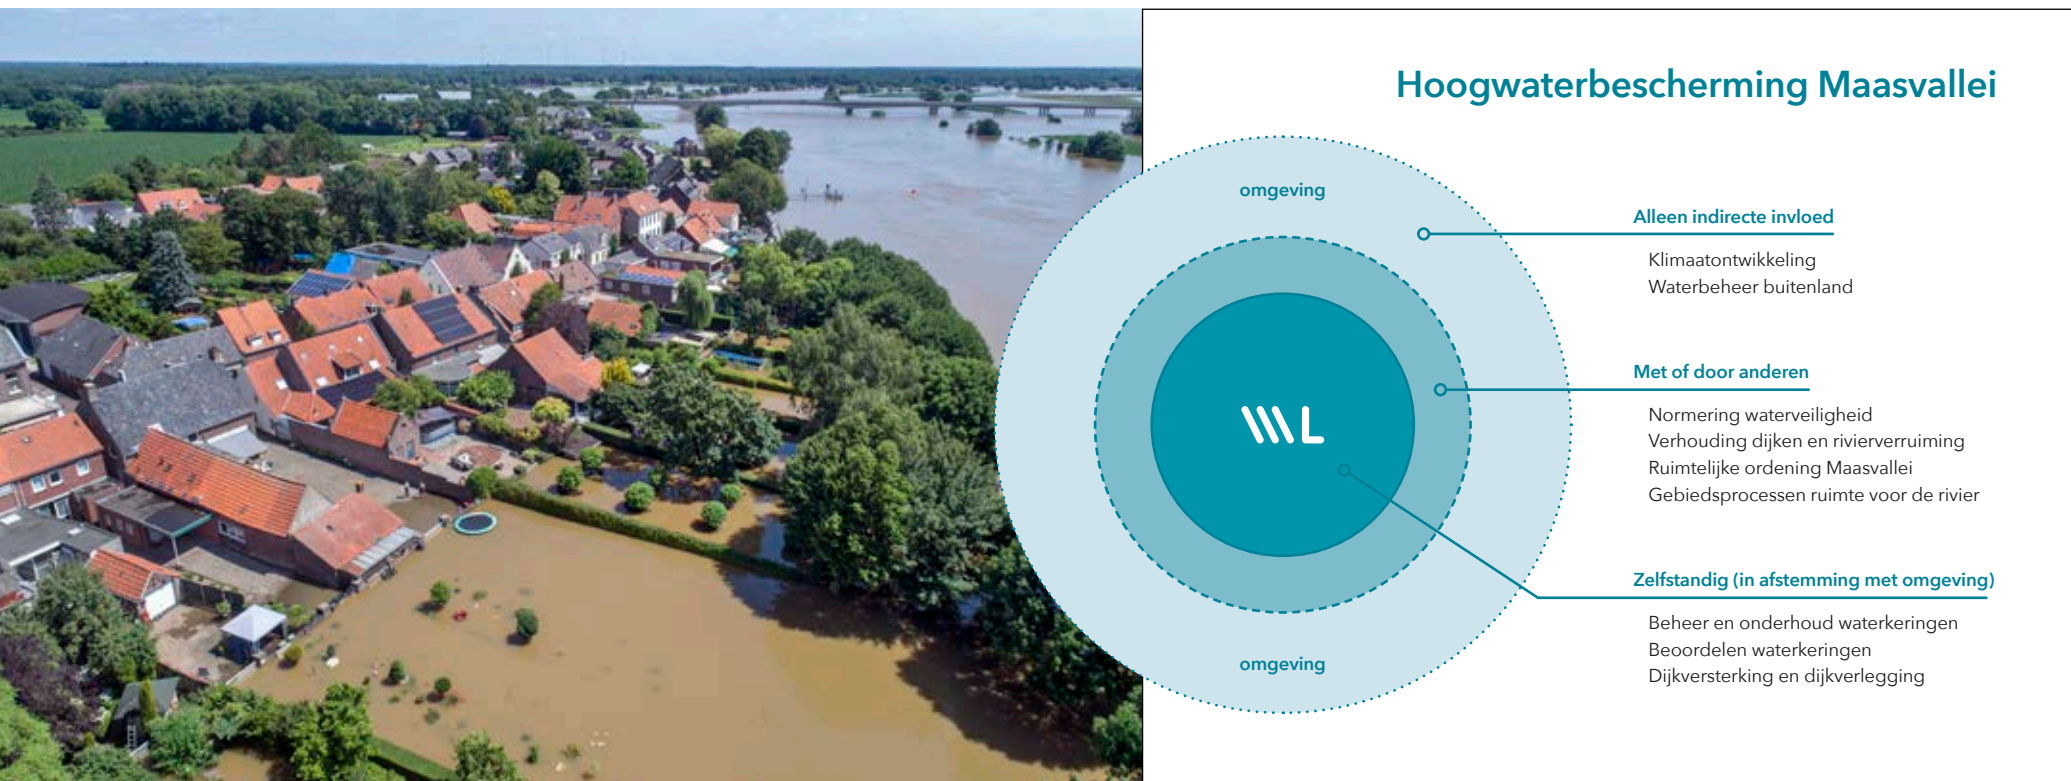 Hoogwaterbescherming Maasvallei
omgeving
Alleen indirecte invloed
Klimaatontwikkeling
Waterbeheer buitenland
Met of door anderen
Normering waterveiligheid
Verhouding dijken en rivierverruiming
Ruimtelijke ordening Maasvallei
Gebiedsprocessen ruimte voor de rivier
WL
Zelfstandig (in afstemming met omgeving)
Beheer en onderhoud waterkeringen
Beoordelen waterkeringen
Dijkversterking en dijkverlegging
omgeving